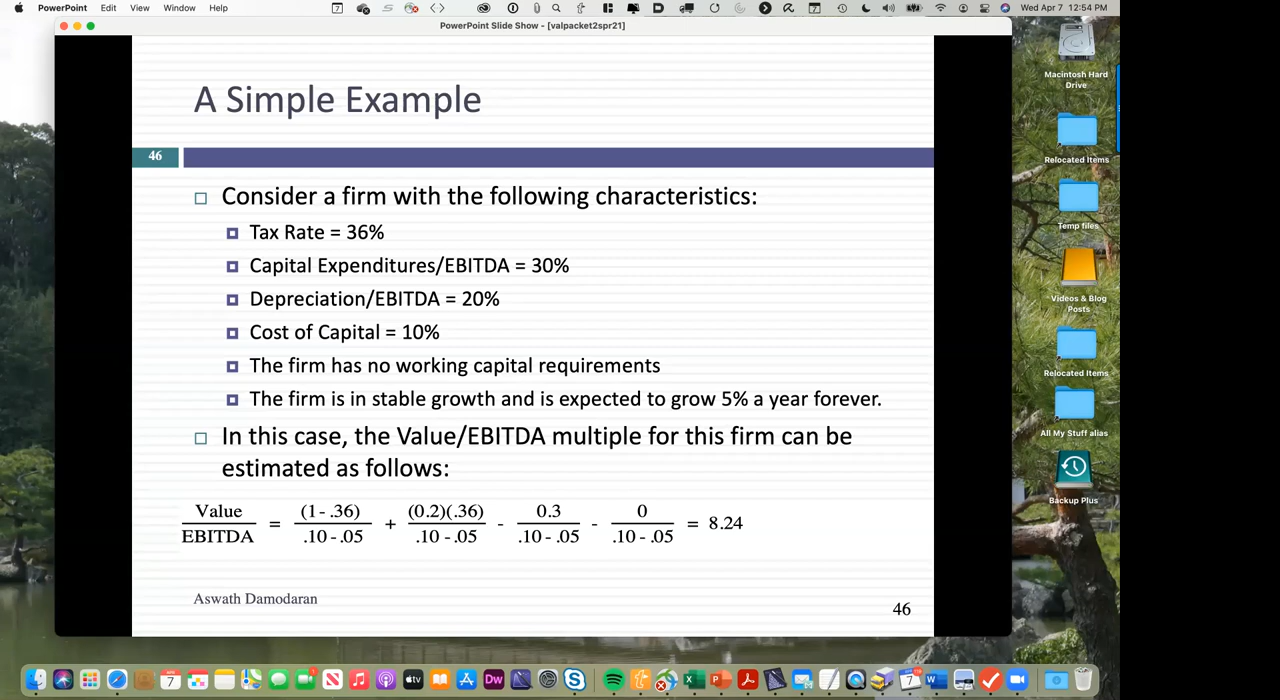 PowerPoint Edit View Window Help
7
7
Wed Apr 7 12:54 PM
PowerPoint Slide Show - [valpacket2spr21]
A Simple Example
46
Consider a firm with the following characteristics:
Tax Rate = 36%
Capital Expenditures/EBITDA = 30%
Depreciation/EBITDA = 20%
Cost of Capital = 10%
The firm has no working capital requirements
The firm is in stable growth and is expected to grow 5% a year forever.
In this case, the Value/EBITDA multiple for this firm can be
estimated as follows:
Value (1- .36) (0.2)(.36) 0.3 0
= + - - = 8.24
EBITDA .10 - .05 .10 - .05 .10 - .05 .10 - .05
Aswath Damodaran
46
Macintosh Hard
Drive
Relocated Items
Temp files
Videos & Blog
Posts
Relocated Items
All My Stuff alias
Backup Plus
7
tv
Dw